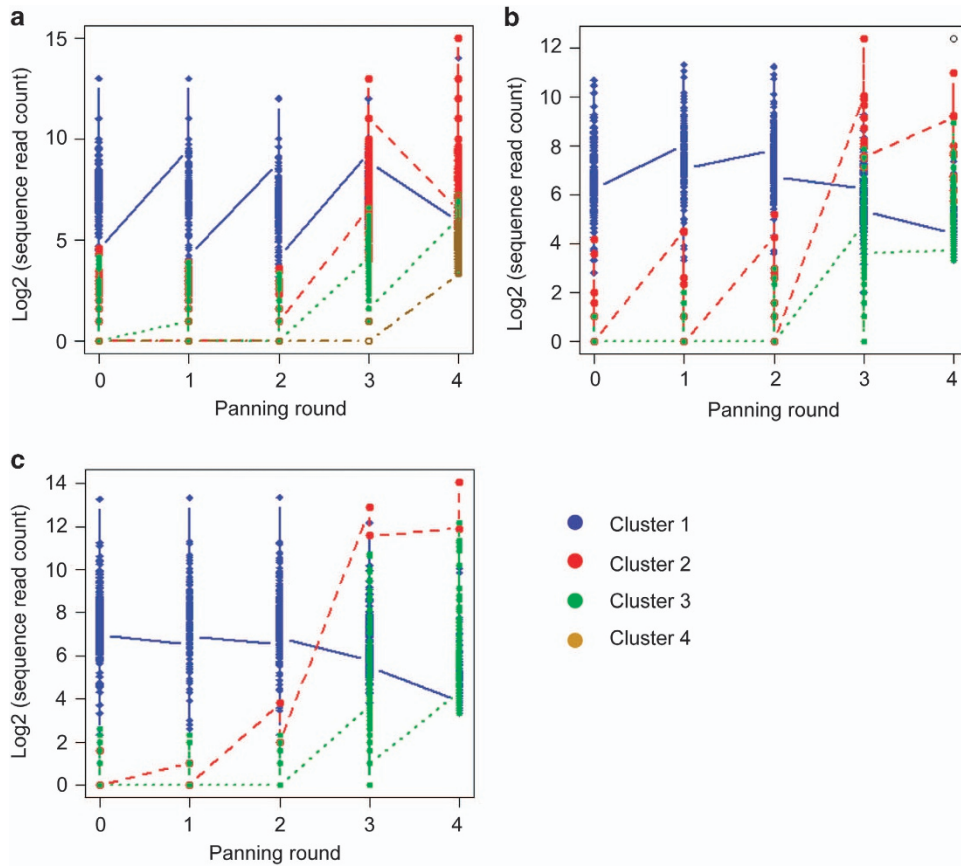 a
15
10
5
0
Log2 (sequence read count)
0 1 2 3 4
Panning round
b
12
10
8
6
4
2
0
Log2 (sequence read count)
0 1 2 3 4
Panning round
c
14
12
10
8
6
4
2
0
Log2 (sequence read count)
0 1 2 3 4
Panning round
Cluster 1
Cluster 2
Cluster 3
Cluster 4